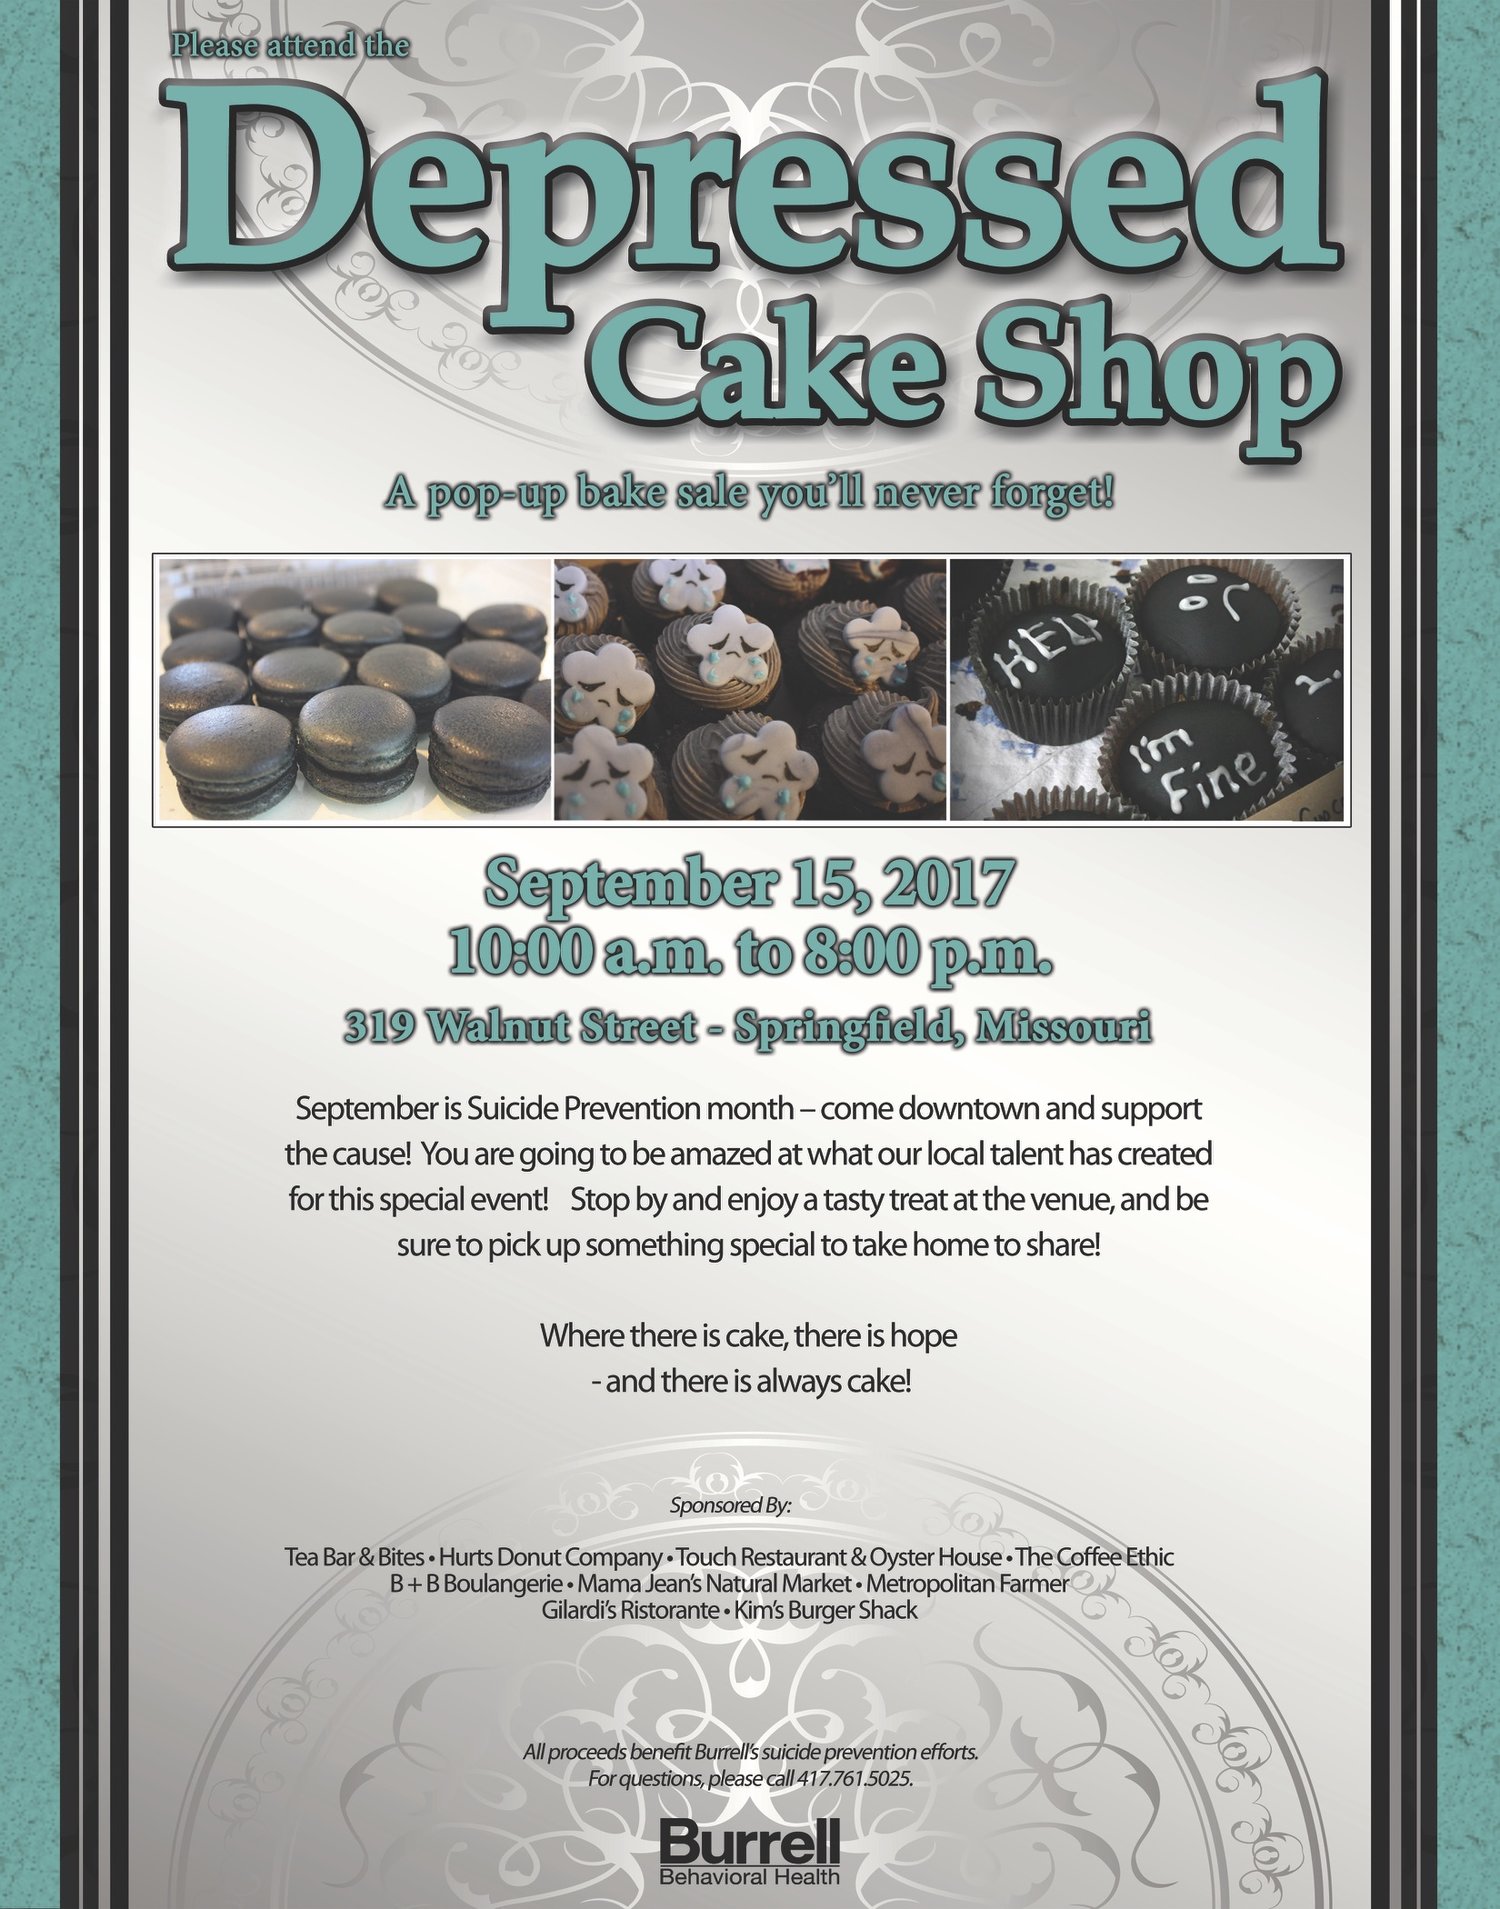 Please attend the
Depressed
Cake Shop
A pop-up bake sale you'll never forget!
HELP
I'm
Fine
September 15, 2017
10:00 a.m. to 8:00 p.m.
319 Walnut Street - Springfield, Missouri
September is Suicide Prevention month – come downtown and support
the cause! You are going to be amazed at what our local talent has created
for this special event! Stop by and enjoy a tasty treat at the venue, and be
sure to pick up something special to take home to share!
Where there is cake, there is hope
- and there is always cake!
Sponsored By:
Tea Bar & Bites • Hurts Donut Company • Touch Restaurant & Oyster House • The Coffee Ethic
B + B Boulangerie • Mama Jean's Natural Market • Metropolitan Farmer
Gilardi's Ristorante • Kim's Burger Shack
All proceeds benefit Burrell's suicide prevention efforts.
For questions, please call 417.761.5025.
Burrell
Behavioral Health